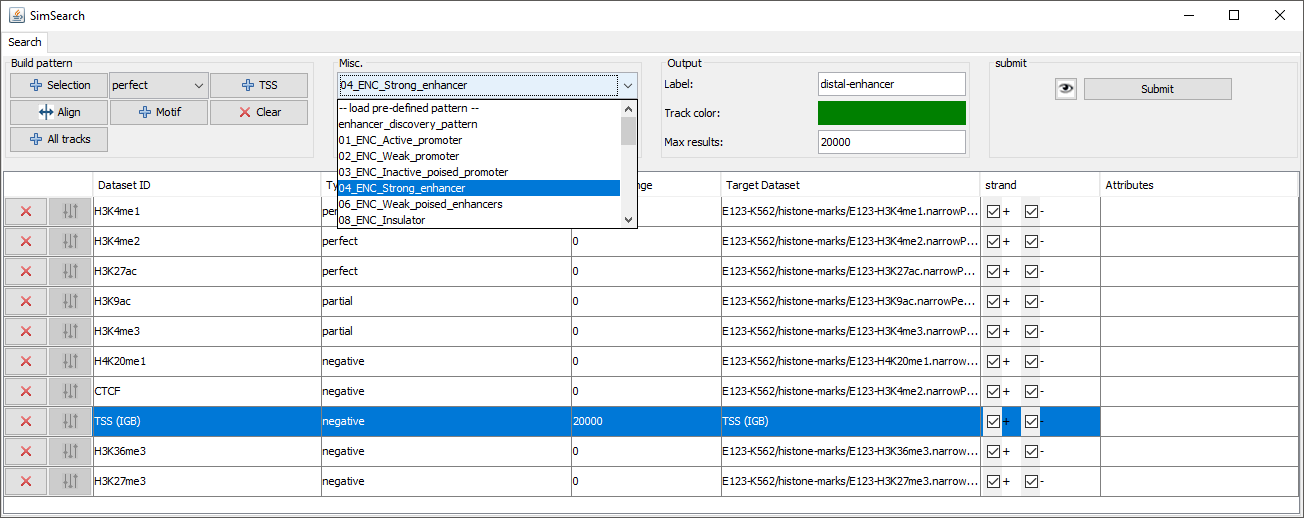 SimSearch
Search
Build pattern
Misc.
Output
submit
Selection perfect TSS
04_ENC_Strong_enhancer
Label: distal-enhancer
Submit
Align Motif Clear
Track color:
All tracks
Max results: 20000
-- load pre-defined pattern --
enhancer_discovery_pattern
01_ENC_Active_promoter
02_ENC_Weak_promoter
03_ENC_Inactive_poised_promoter
04_ENC_Strong_enhancer
06_ENC_Weak_poised_enhancers
08_ENC_Insulator
Dataset ID Target Dataset strand Attributes
H3K4me1 E123-K562/histone-marks/E123-H3K4me1.narrowP... + -
H3K4me2 perfect 0 E123-K562/histone-marks/E123-H3K4me2.narrowP... + -
H3K27ac perfect 0 E123-K562/histone-marks/E123-H3K27ac.narrowP... + -
H3K9ac partial 0 E123-K562/histone-marks/E123-H3K9ac.narrowPe... + -
H3K4me3 partial 0 E123-K562/histone-marks/E123-H3K4me3.narrowP... + -
H4K20me1 negative 0 E123-K562/histone-marks/E123-H4K20me1.narrow... + -
CTCF negative 0 E123-K562/histone-marks/E123-H3K4me2.narrowP... + -
TSS (IGB) negative 20000 TSS (IGB) + -
H3K36me3 negative 0 E123-K562/histone-marks/E123-H3K36me3.narrow... + -
H3K27me3 negative 0 E123-K562/histone-marks/E123-H3K27me3.narrow... + -